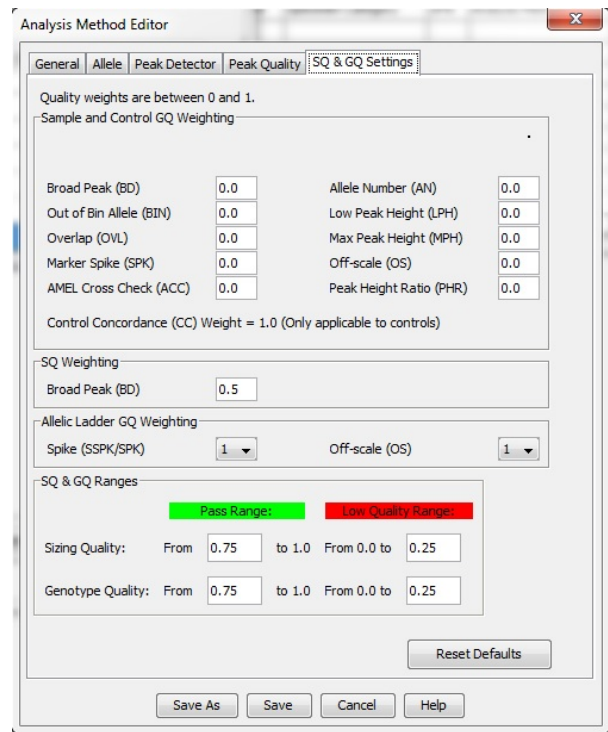 Analysis Method Editor
x
General Allele Peak Detector Peak Quality SQ & GQ Settings
Quality weights are between 0 and 1.
Sample and Control GQ Weighting
Broad Peak (BD) 0.0 Allele Number (AN) 0.0
Out of Bin Allele (BIN) 0.0 Low Peak Height (LPH) 0.0
Overlap (OVL) 0.0 Max Peak Height (MPH) 0.0
Marker Spike (SPK) 0.0 Off-scale (OS) 0.0
AMEL Cross Check (ACC) 0.0 Peak Height Ratio (PHR) 0.0
Control Concordance (CC) Weight = 1.0 (Only applicable to controls)
SQ Weighting
Broad Peak (BD) 0.5
Allelic Ladder GQ Weighting
Spike (SSPK/SPK) 1 Off-scale (OS) 1
SQ & GQ Ranges
Pass Range: Low Quality Range:
Sizing Quality: From 0.75 to 1.0 From 0.0 to 0.25
Genotype Quality: From 0.75 to 1.0 From 0.0 to 0.25
Reset Defaults
Save As Save Cancel Help